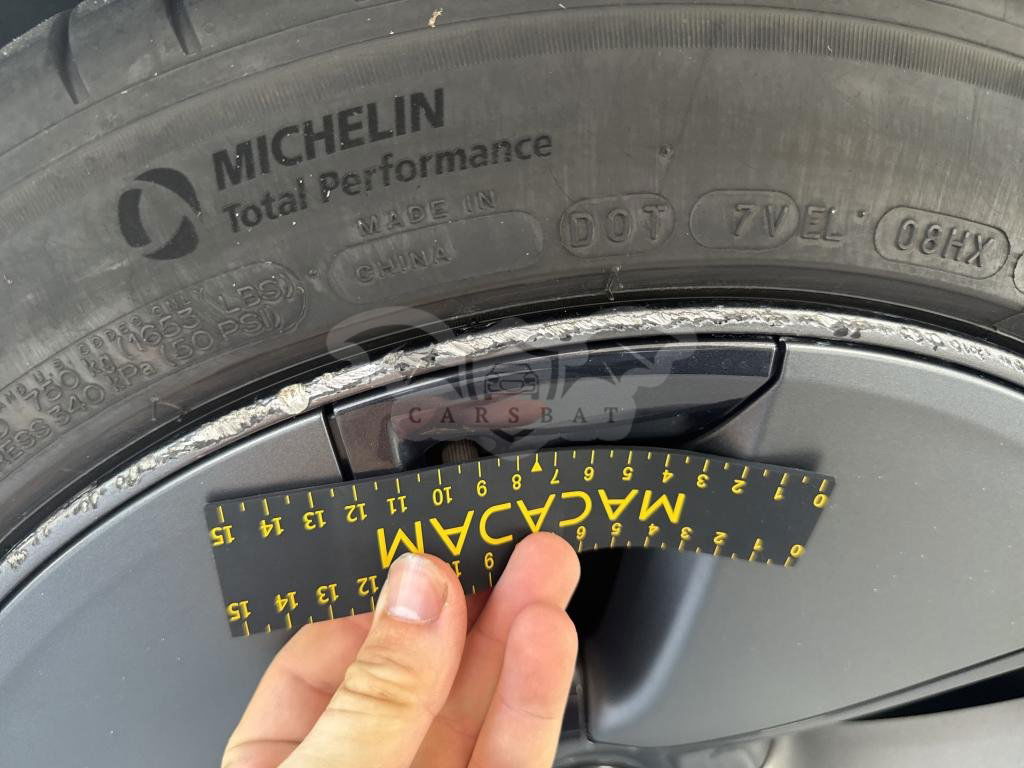 MICHELIN
Total Performance
MADE IN
CHINA
DOT
7VEL
08HX
750 kg (1653 LBS)
340 kPa (50 PSI)
CARSBAT
0 1 2 3 4 5 6 7 8 9 10 11 12 13 14 15
MACADAM
0 1 2 3 4 5 6 9 12 13 14 15